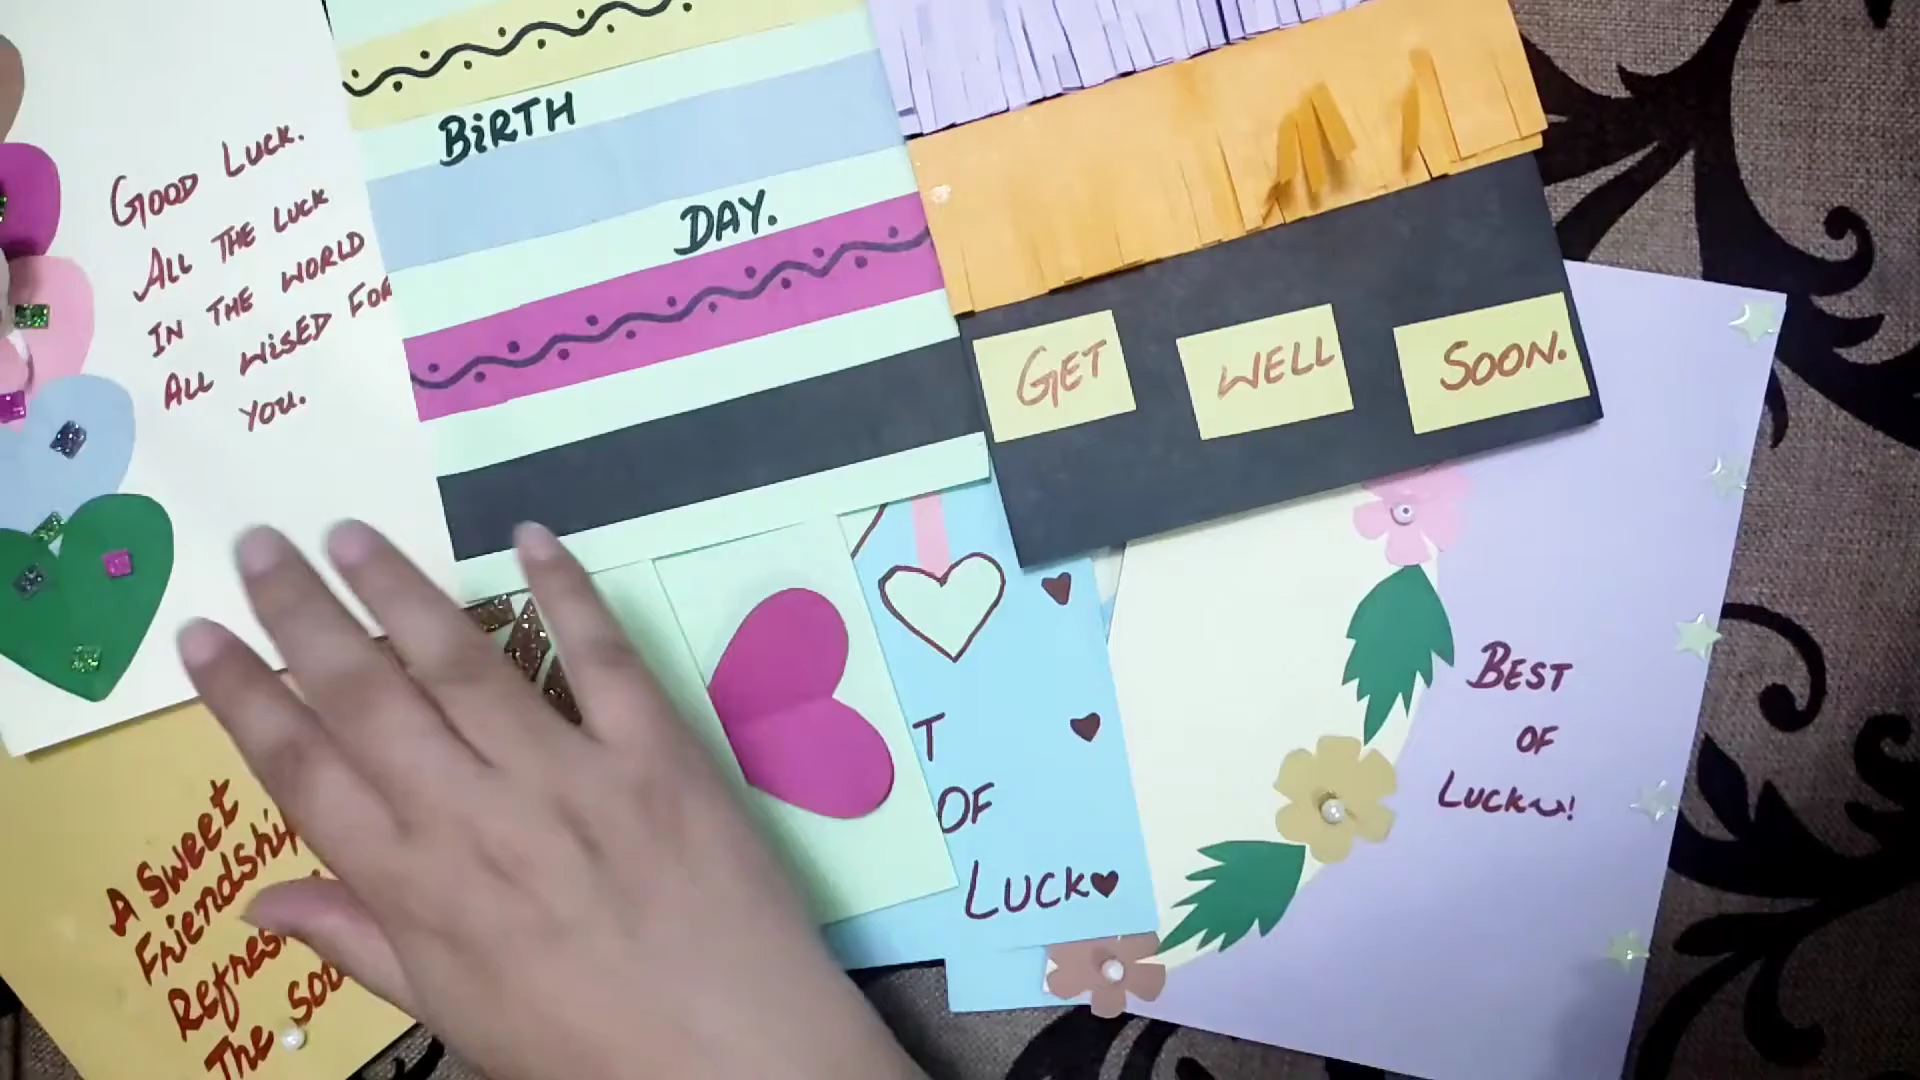 GOOD LUCK.
ALL THE LUCK
IN THE WORLD
ALL WISED FOR
YOU.
BIRTH
DAY.
GET WELL SOON.
T
OF
LUCK
BEST
OF
LUCK!
A Sweet
Friendship
Refres
The sou